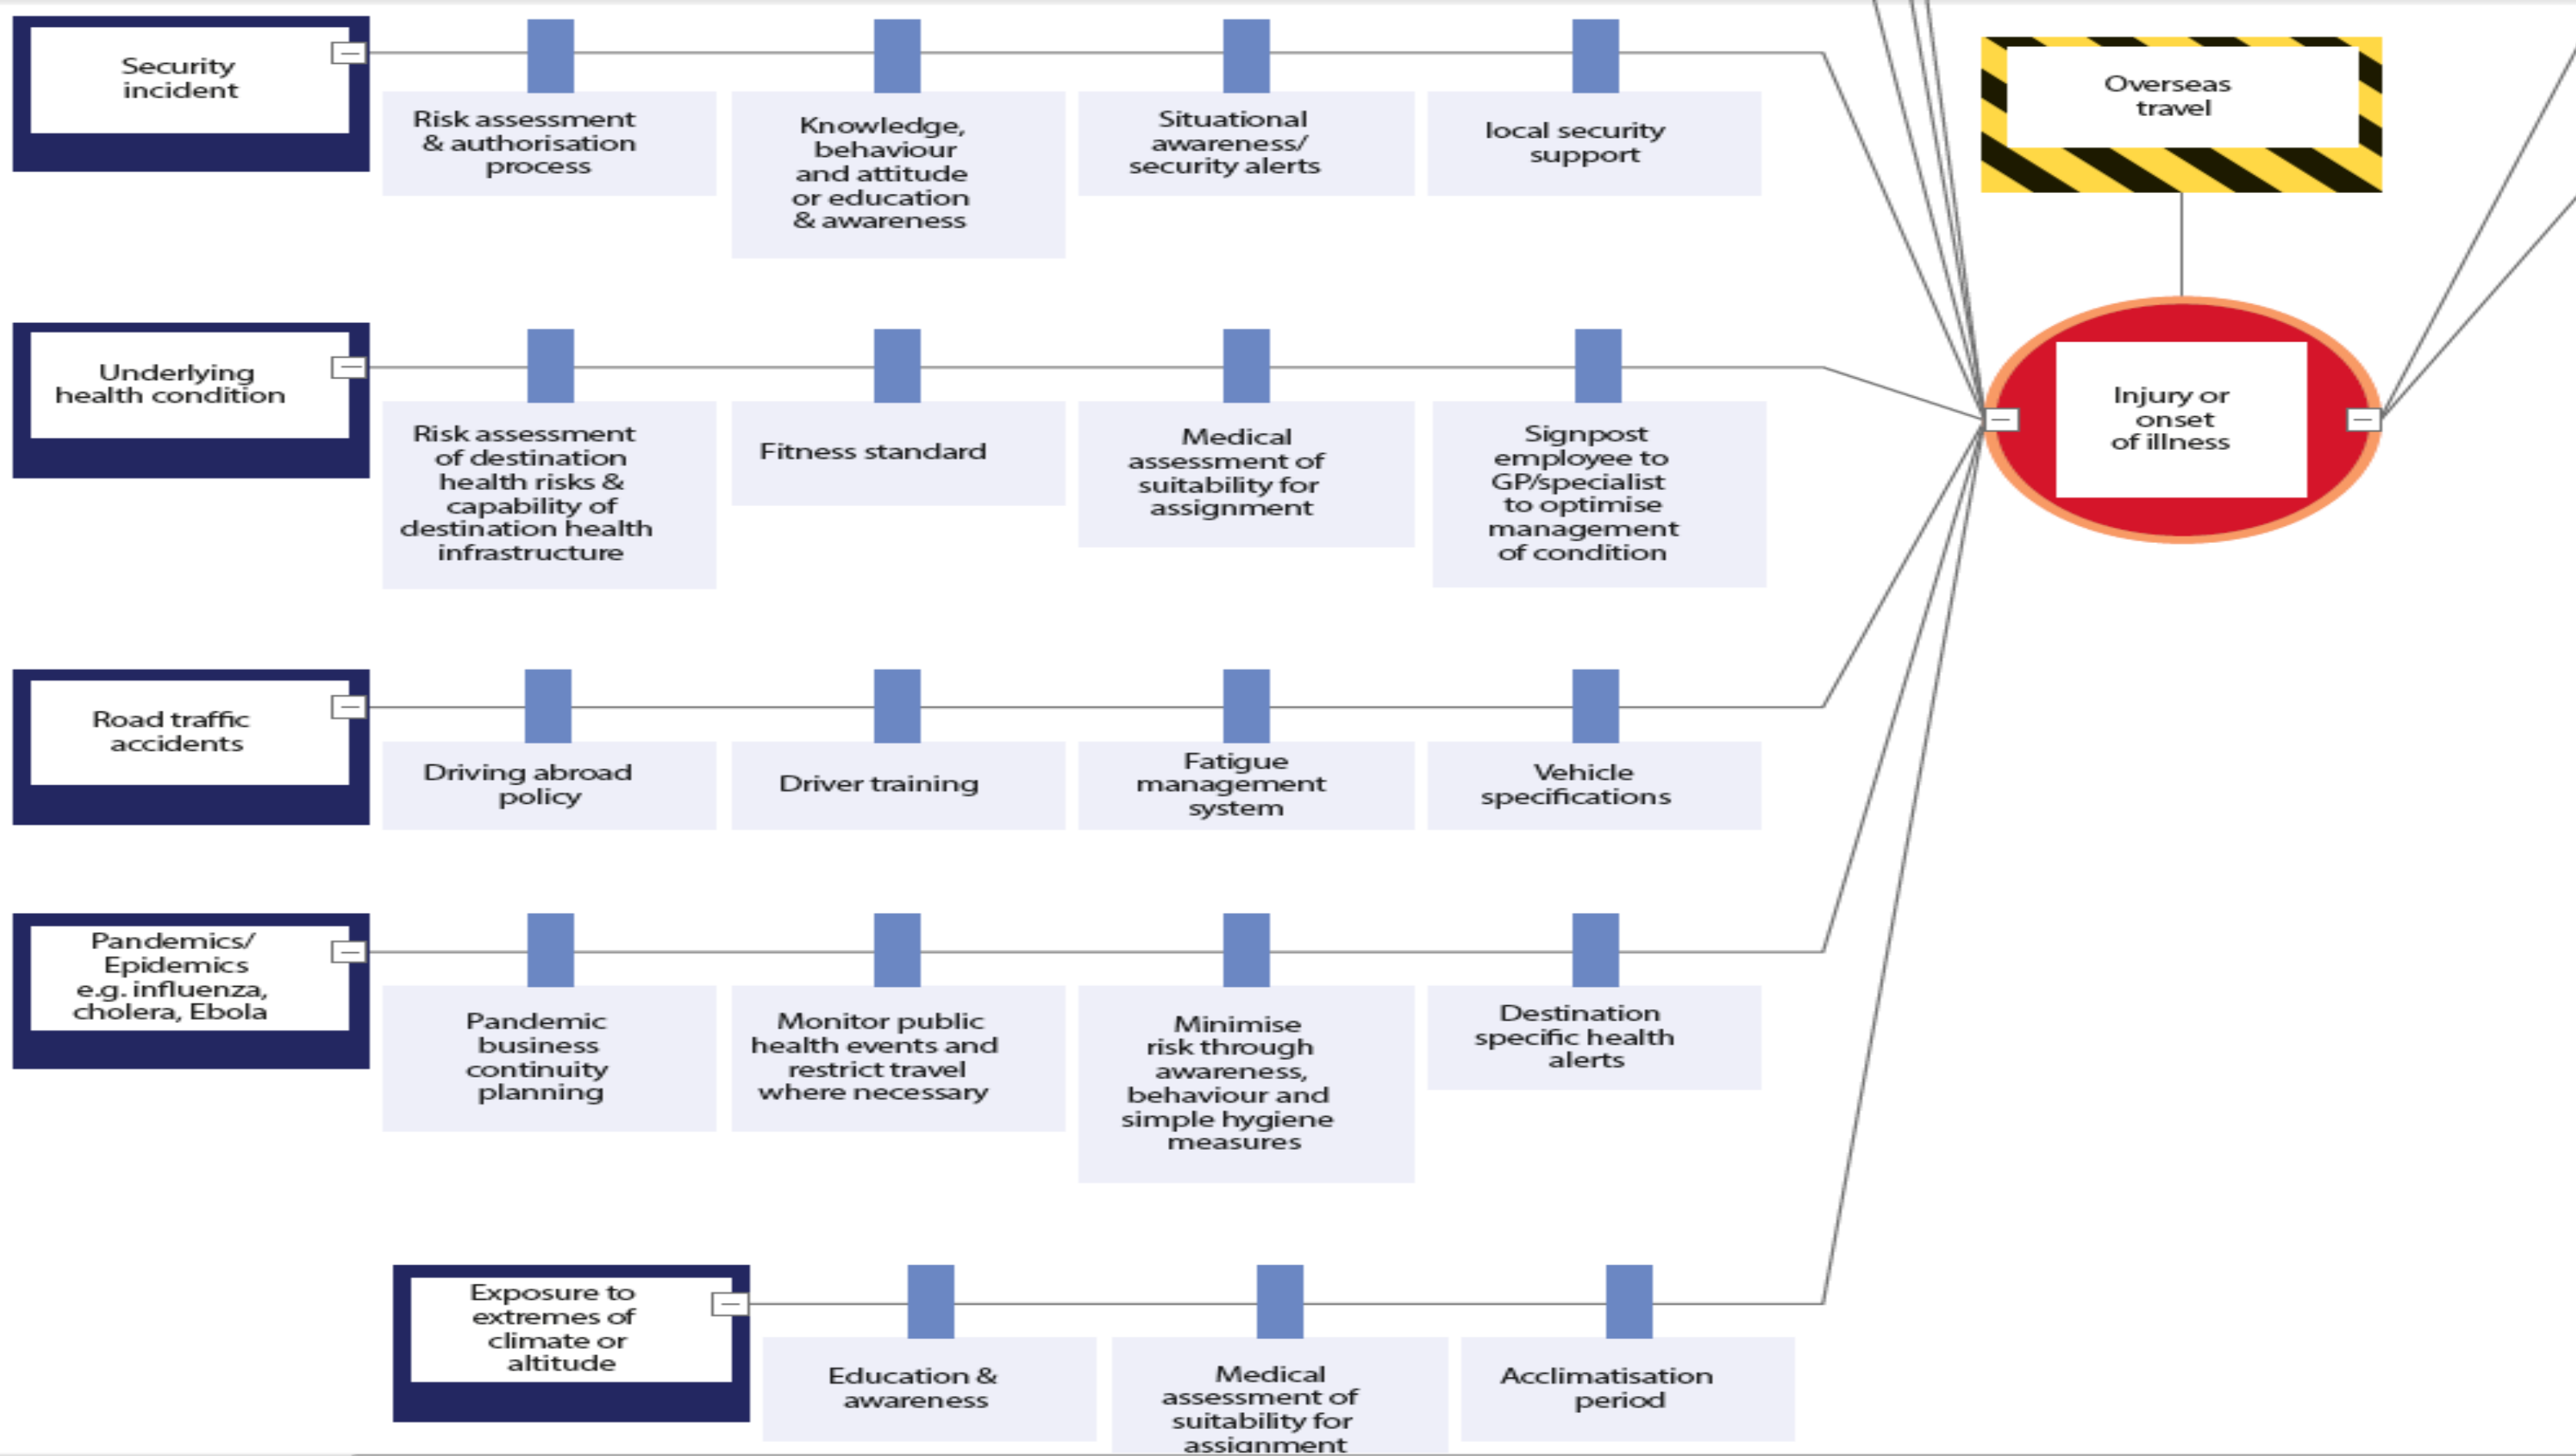 Security
incident
Risk assessment
& authorisation
process
Knowledge,
behaviour
and attitude
or education
& awareness
Situational
awareness/
security alerts
local security
support
Overseas
travel
Injury or
onset
of illness
Underlying
health condition
Risk assessment
of destination
health risks &
capability of
destination health
infrastructure
Fitness standard
Medical
assessment of
suitability for
assignment
Signpost
employee to
GP/specialist
to optimise
management
of condition
Road traffic
accidents
Driving abroad
policy
Driver training
Fatigue
management
system
Vehicle
specifications
Pandemics/
Epidemics
e.g. influenza,
cholera, Ebola
Pandemic
business
continuity
planning
Monitor public
health events and
restrict travel
where necessary
Minimise
risk through
awareness,
behaviour and
simple hygiene
measures
Destination
specific health
alerts
Exposure to
extremes of
climate or
altitude
Education &
awareness
Medical
assessment of
suitability for
assignment
Acclimatisation
period